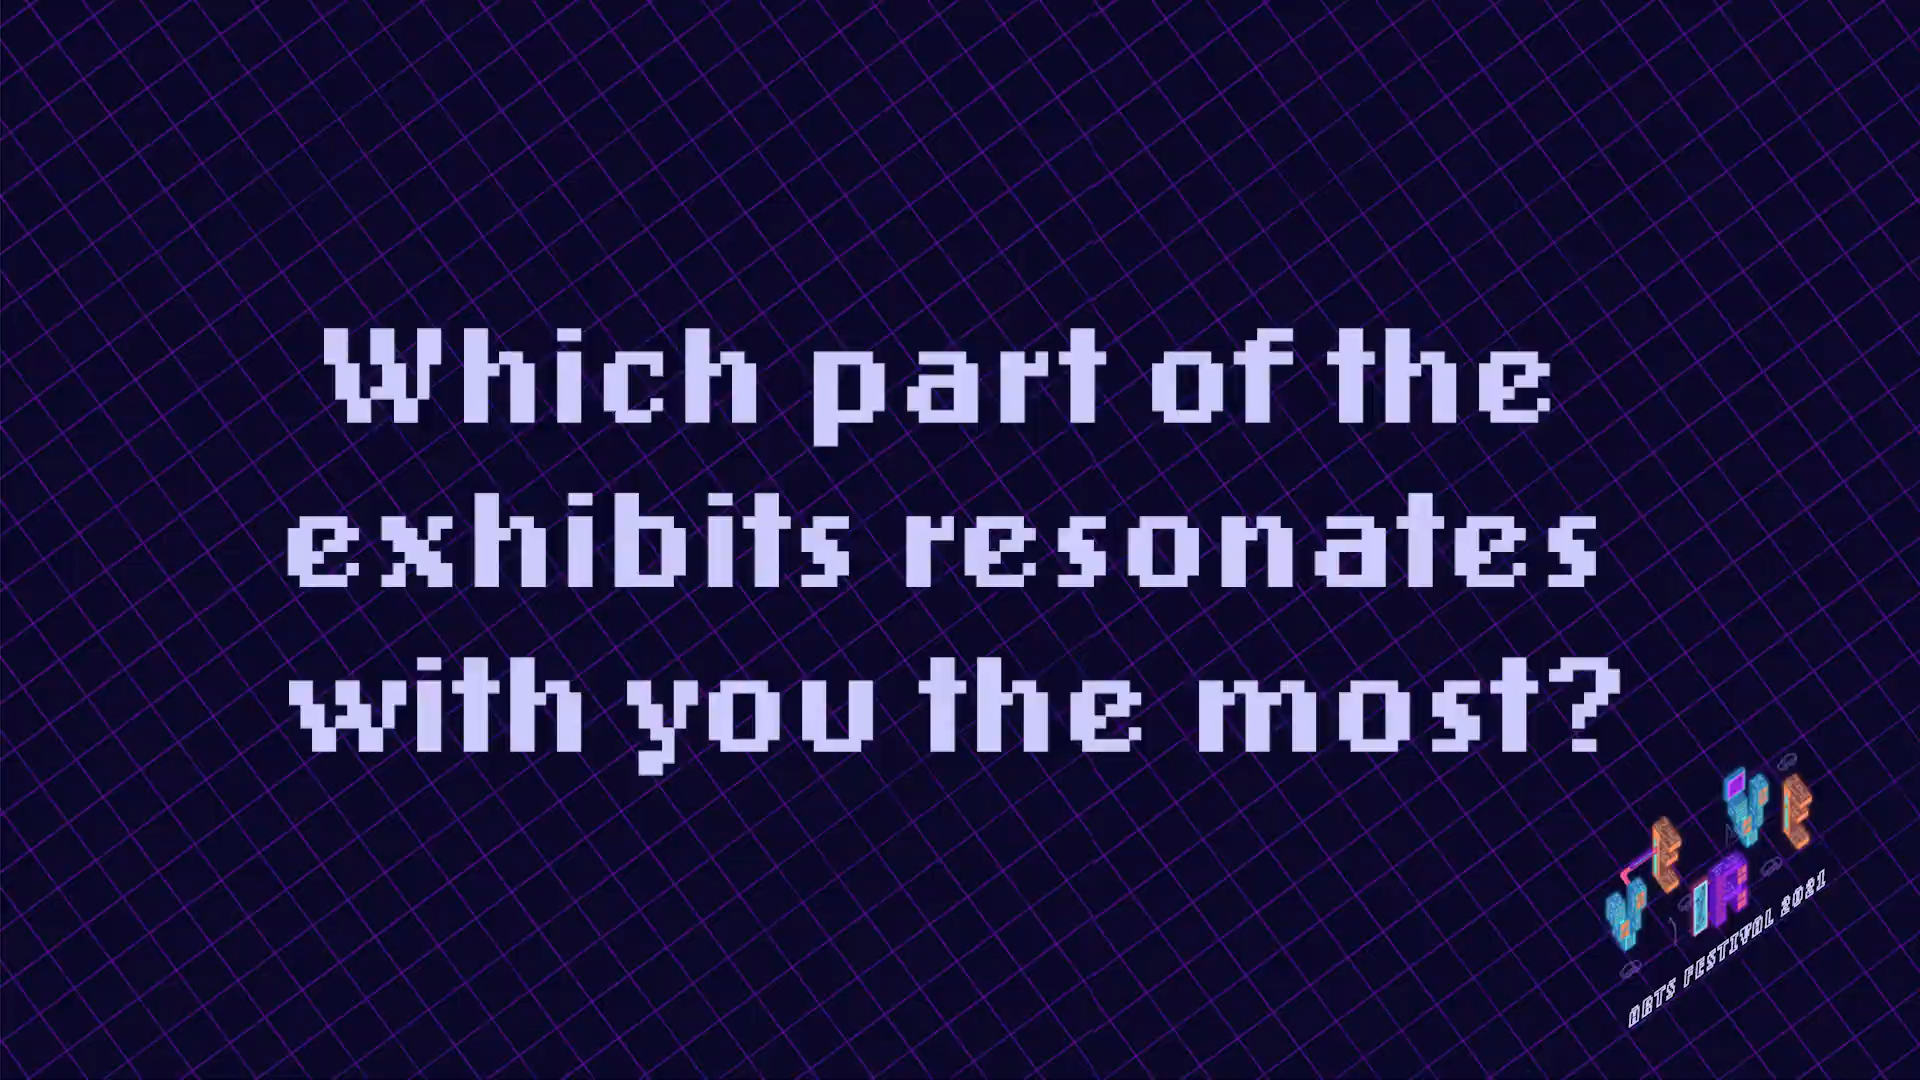 Which part of the
exhibits resonates
with you the most?
ARTS FESTIVAL 2021